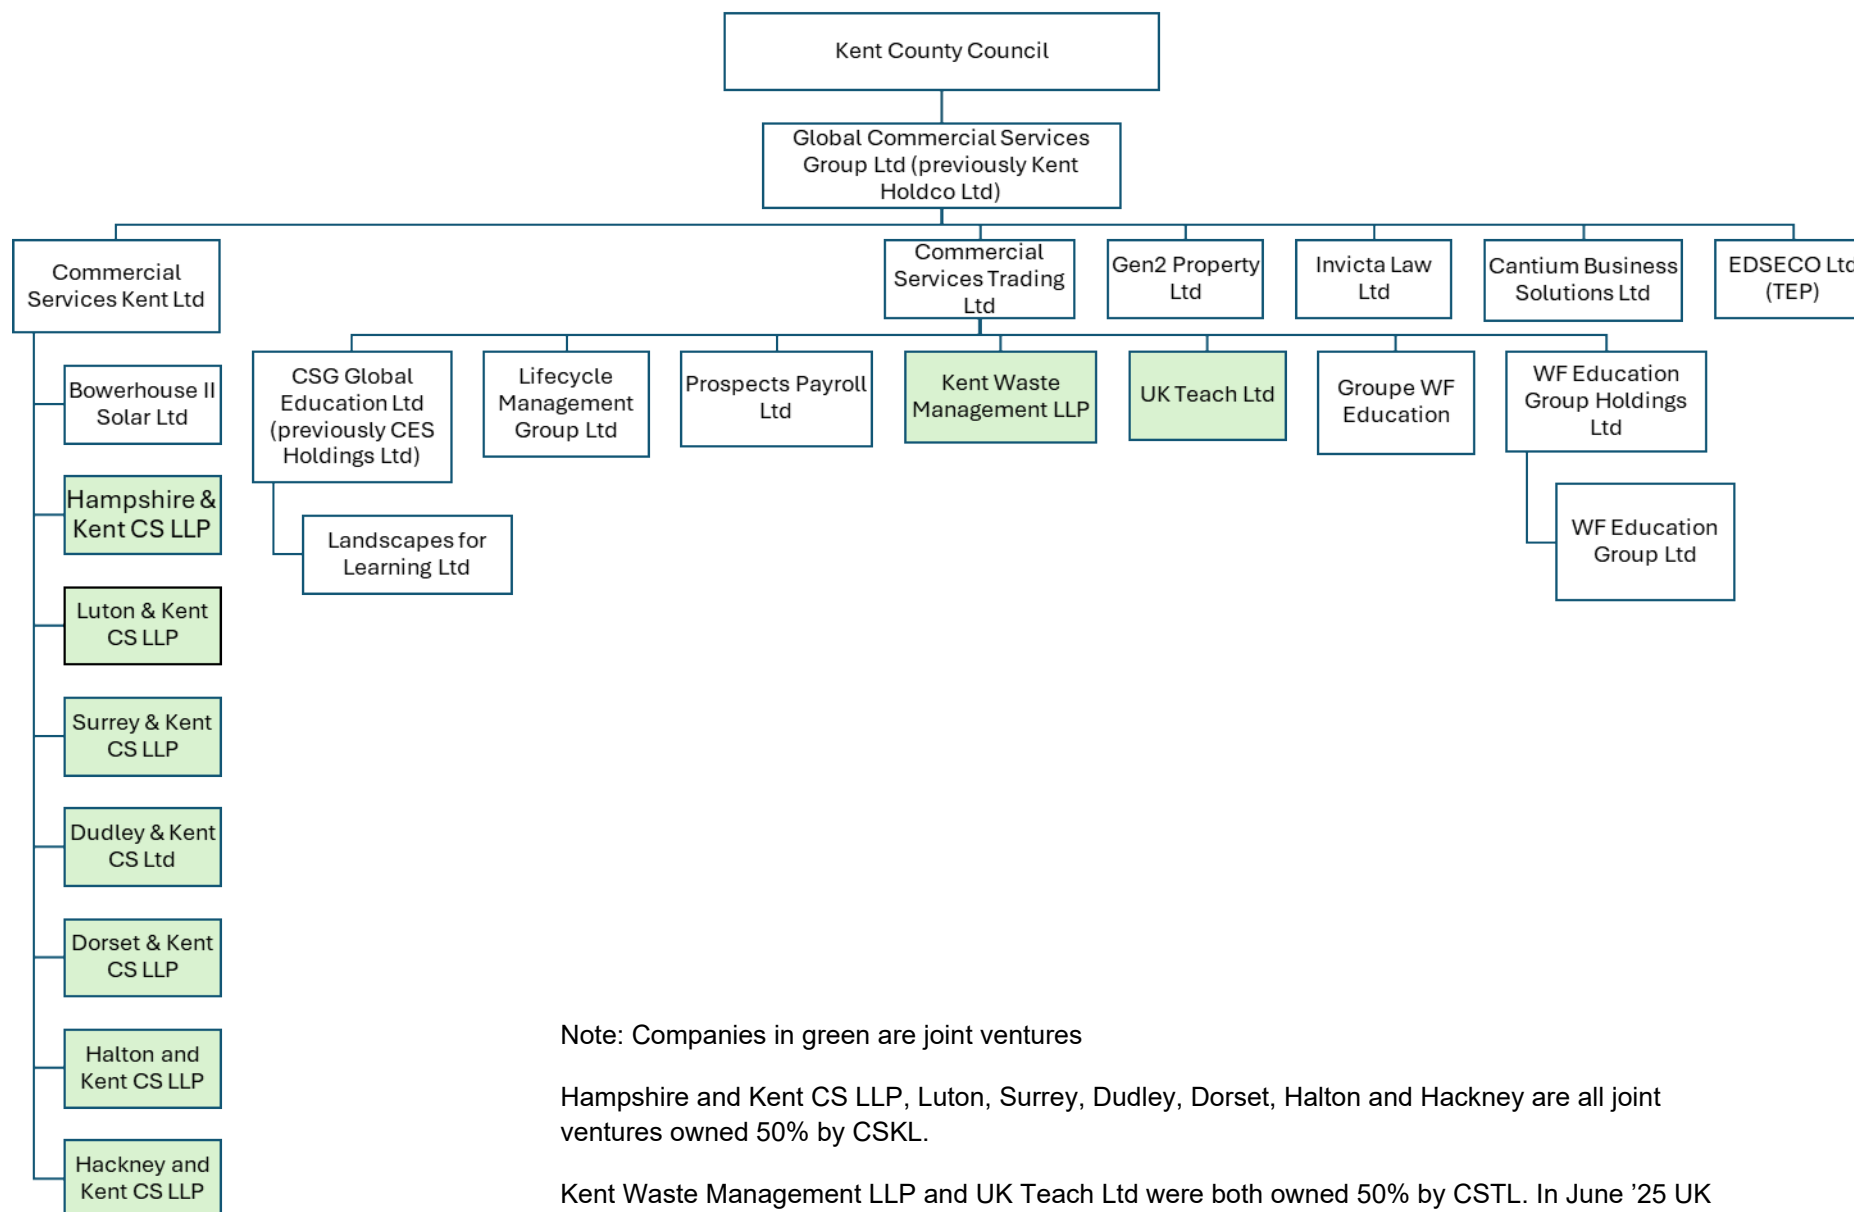 Kent County Council
Global Commercial Services
Group Ltd (previously Kent
Holdco Ltd)
Commercial
Services Kent Ltd
Commercial
Services Trading
Ltd
Gen2 Property
Ltd
Invicta Law
Ltd
Cantium Business
Solutions Ltd
EDSECO Ltd
(TEP)
Bowerhouse II
Solar Ltd
Hampshire &
Kent CS LLP
Luton & Kent
CS LLP
Surrey & Kent
CS LLP
Dudley & Kent
CS Ltd
Dorset & Kent
CS LLP
Halton and
Kent CS LLP
Hackney and
Kent CS LLP
CSG Global
Education Ltd
(previously CES
Holdings Ltd)
Landscapes for
Learning Ltd
Lifecycle
Management
Group Ltd
Prospects Payroll
Ltd
Kent Waste
Management LLP
UK Teach Ltd
Groupe WF
Education
WF Education
Group Holdings
Ltd
WF Education
Group Ltd
Note: Companies in green are joint ventures
Hampshire and Kent CS LLP, Luton, Surrey, Dudley, Dorset, Halton and Hackney are all joint
ventures owned 50% by CSKL.
Kent Waste Management LLP and UK Teach Ltd were both owned 50% by CSTL. In June ’25 UK